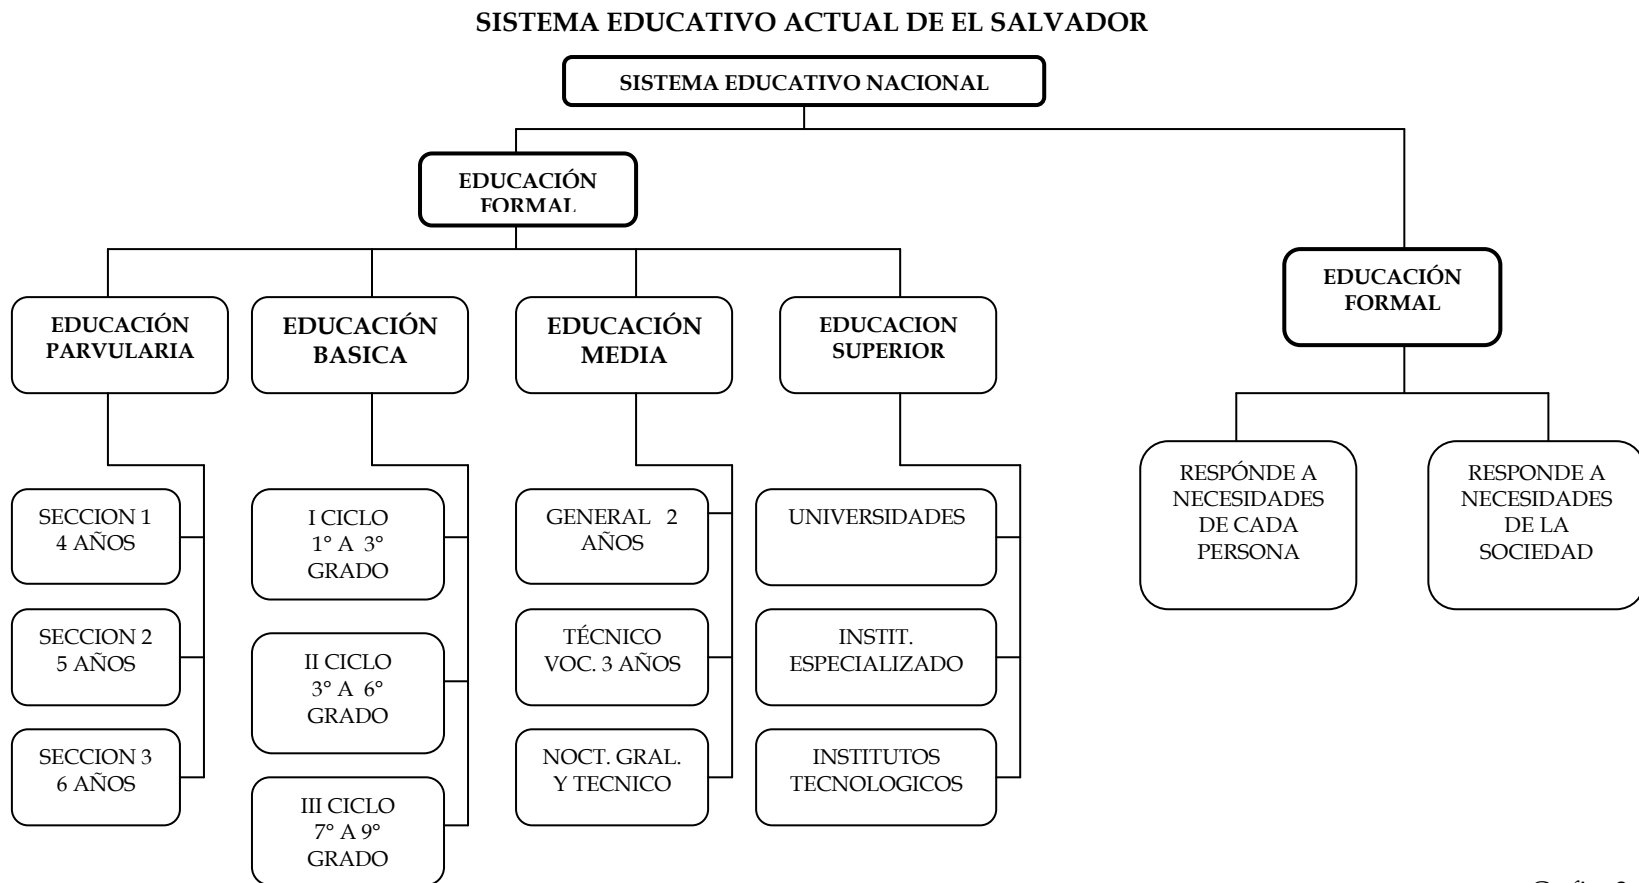 SISTEMA EDUCATIVO ACTUAL DE EL SALVADOR
SISTEMA EDUCATIVO NACIONAL
EDUCACIÓN
FORMAL
EDUCACIÓN
FORMAL
EDUCACIÓN
PARVULARIA
EDUCACIÓN
BASICA
EDUCACIÓN
MEDIA
EDUCACION
SUPERIOR
RESPÓNDE A
NECESIDADES
DE CADA
PERSONA
RESPONDE A
NECESIDADES
DE LA
SOCIEDAD
SECCION 1
4 AÑOS
I CICLO
1° A 3°
GRADO
GENERAL 2
AÑOS
UNIVERSIDADES
SECCION 2
5 AÑOS
II CICLO
3° A 6°
GRADO
TÉCNICO
VOC. 3 AÑOS
INSTIT.
ESPECIALIZADO
SECCION 3
6 AÑOS
III CICLO
7° A 9°
GRADO
NOCT. GRAL.
Y TECNICO
INSTITUTOS
TECNOLOGICOS